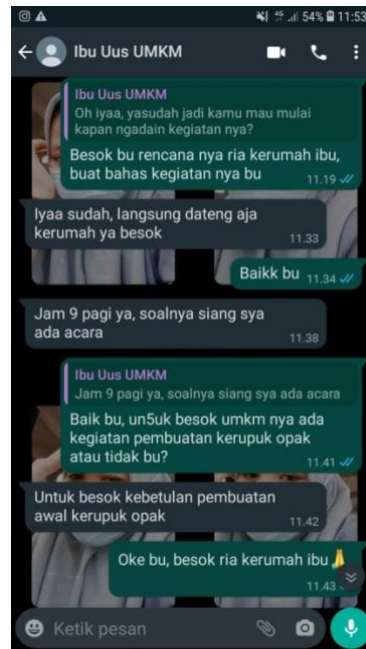 54% 11:53
Ibu Uus UMKM
Ibu Uus UMKM
Oh iyaa, yasudah jadi kamu mau mulai
kapan ngadain kegiatan nya?
Besok bu rencana nya ria kerumah ibu,
buat bahas kegiatan nya bu
11.19
Iyaa sudah, langsung dateng aja
kerumah ya besok
11.33
Baikk bu 11.34
Jam 9 pagi ya, soalnya siang sya
ada acara
11.38
Ibu Uus UMKM
Jam 9 pagi ya, soalnya siang sya ada acara
Baik bu, un5uk besok umkm nya ada
kegiatan pembuatan kerupuk opak
atau tidak bu?
11.41
Untuk besok kebetulan pembuatan
awal kerupuk opak
11.42
Oke bu, besok ria kerumah ibu🙏
11.43
Ketik pesan